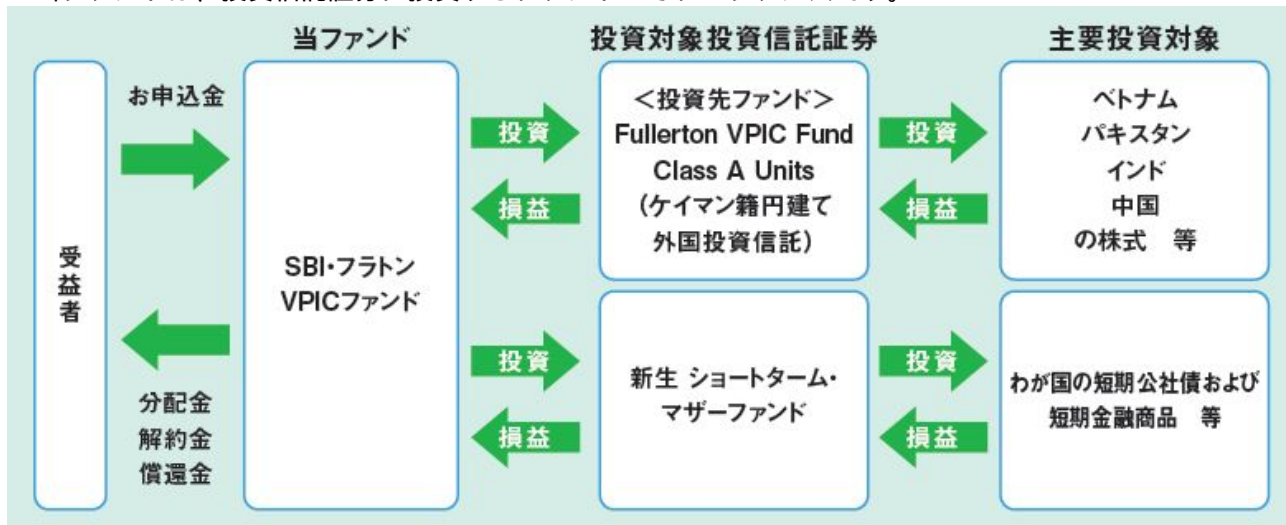 当ファンド
投資対象投資信託証券
主要投資対象
受益者
お申込金
分配金
解約金
償還金
SBI・フラトン
VPICファンド
投資
損益
<投資先ファンド>
Fullerton VPIC Fund
Class A Units
(ケイマン籍円建て
外国投資信託)
投資
損益
ベトナム
パキスタン
インド
中国
の株式 等
投資
損益
新生 ショートターム・
マザーファンド
投資
損益
わが国の短期公社債および
短期金融商品 等